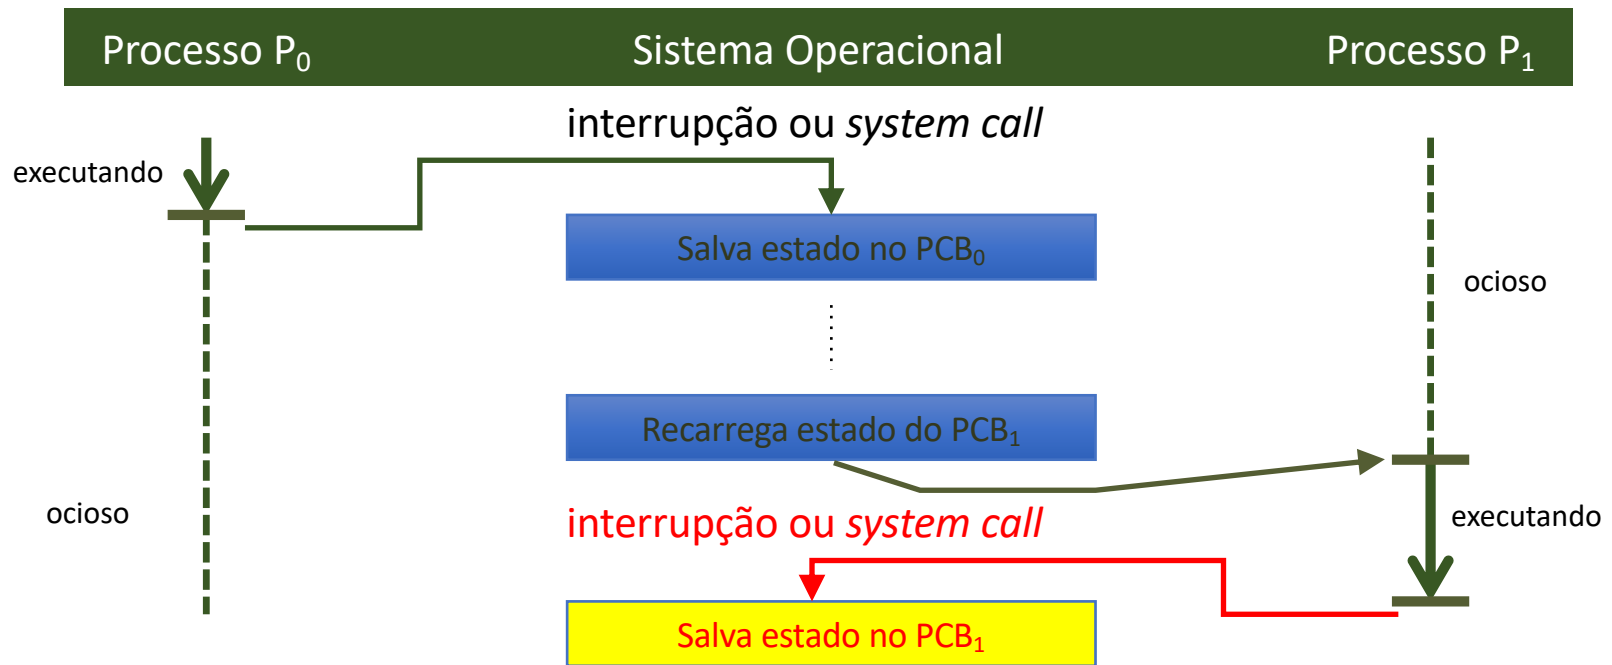 Processo P₀ Sistema Operacional Processo P₁
interrupção ou system call
executando
Salva estado no PCB₀
ocioso
Recarrega estado do PCB₁
ocioso
interrupção ou system call
executando
Salva estado no PCB₁